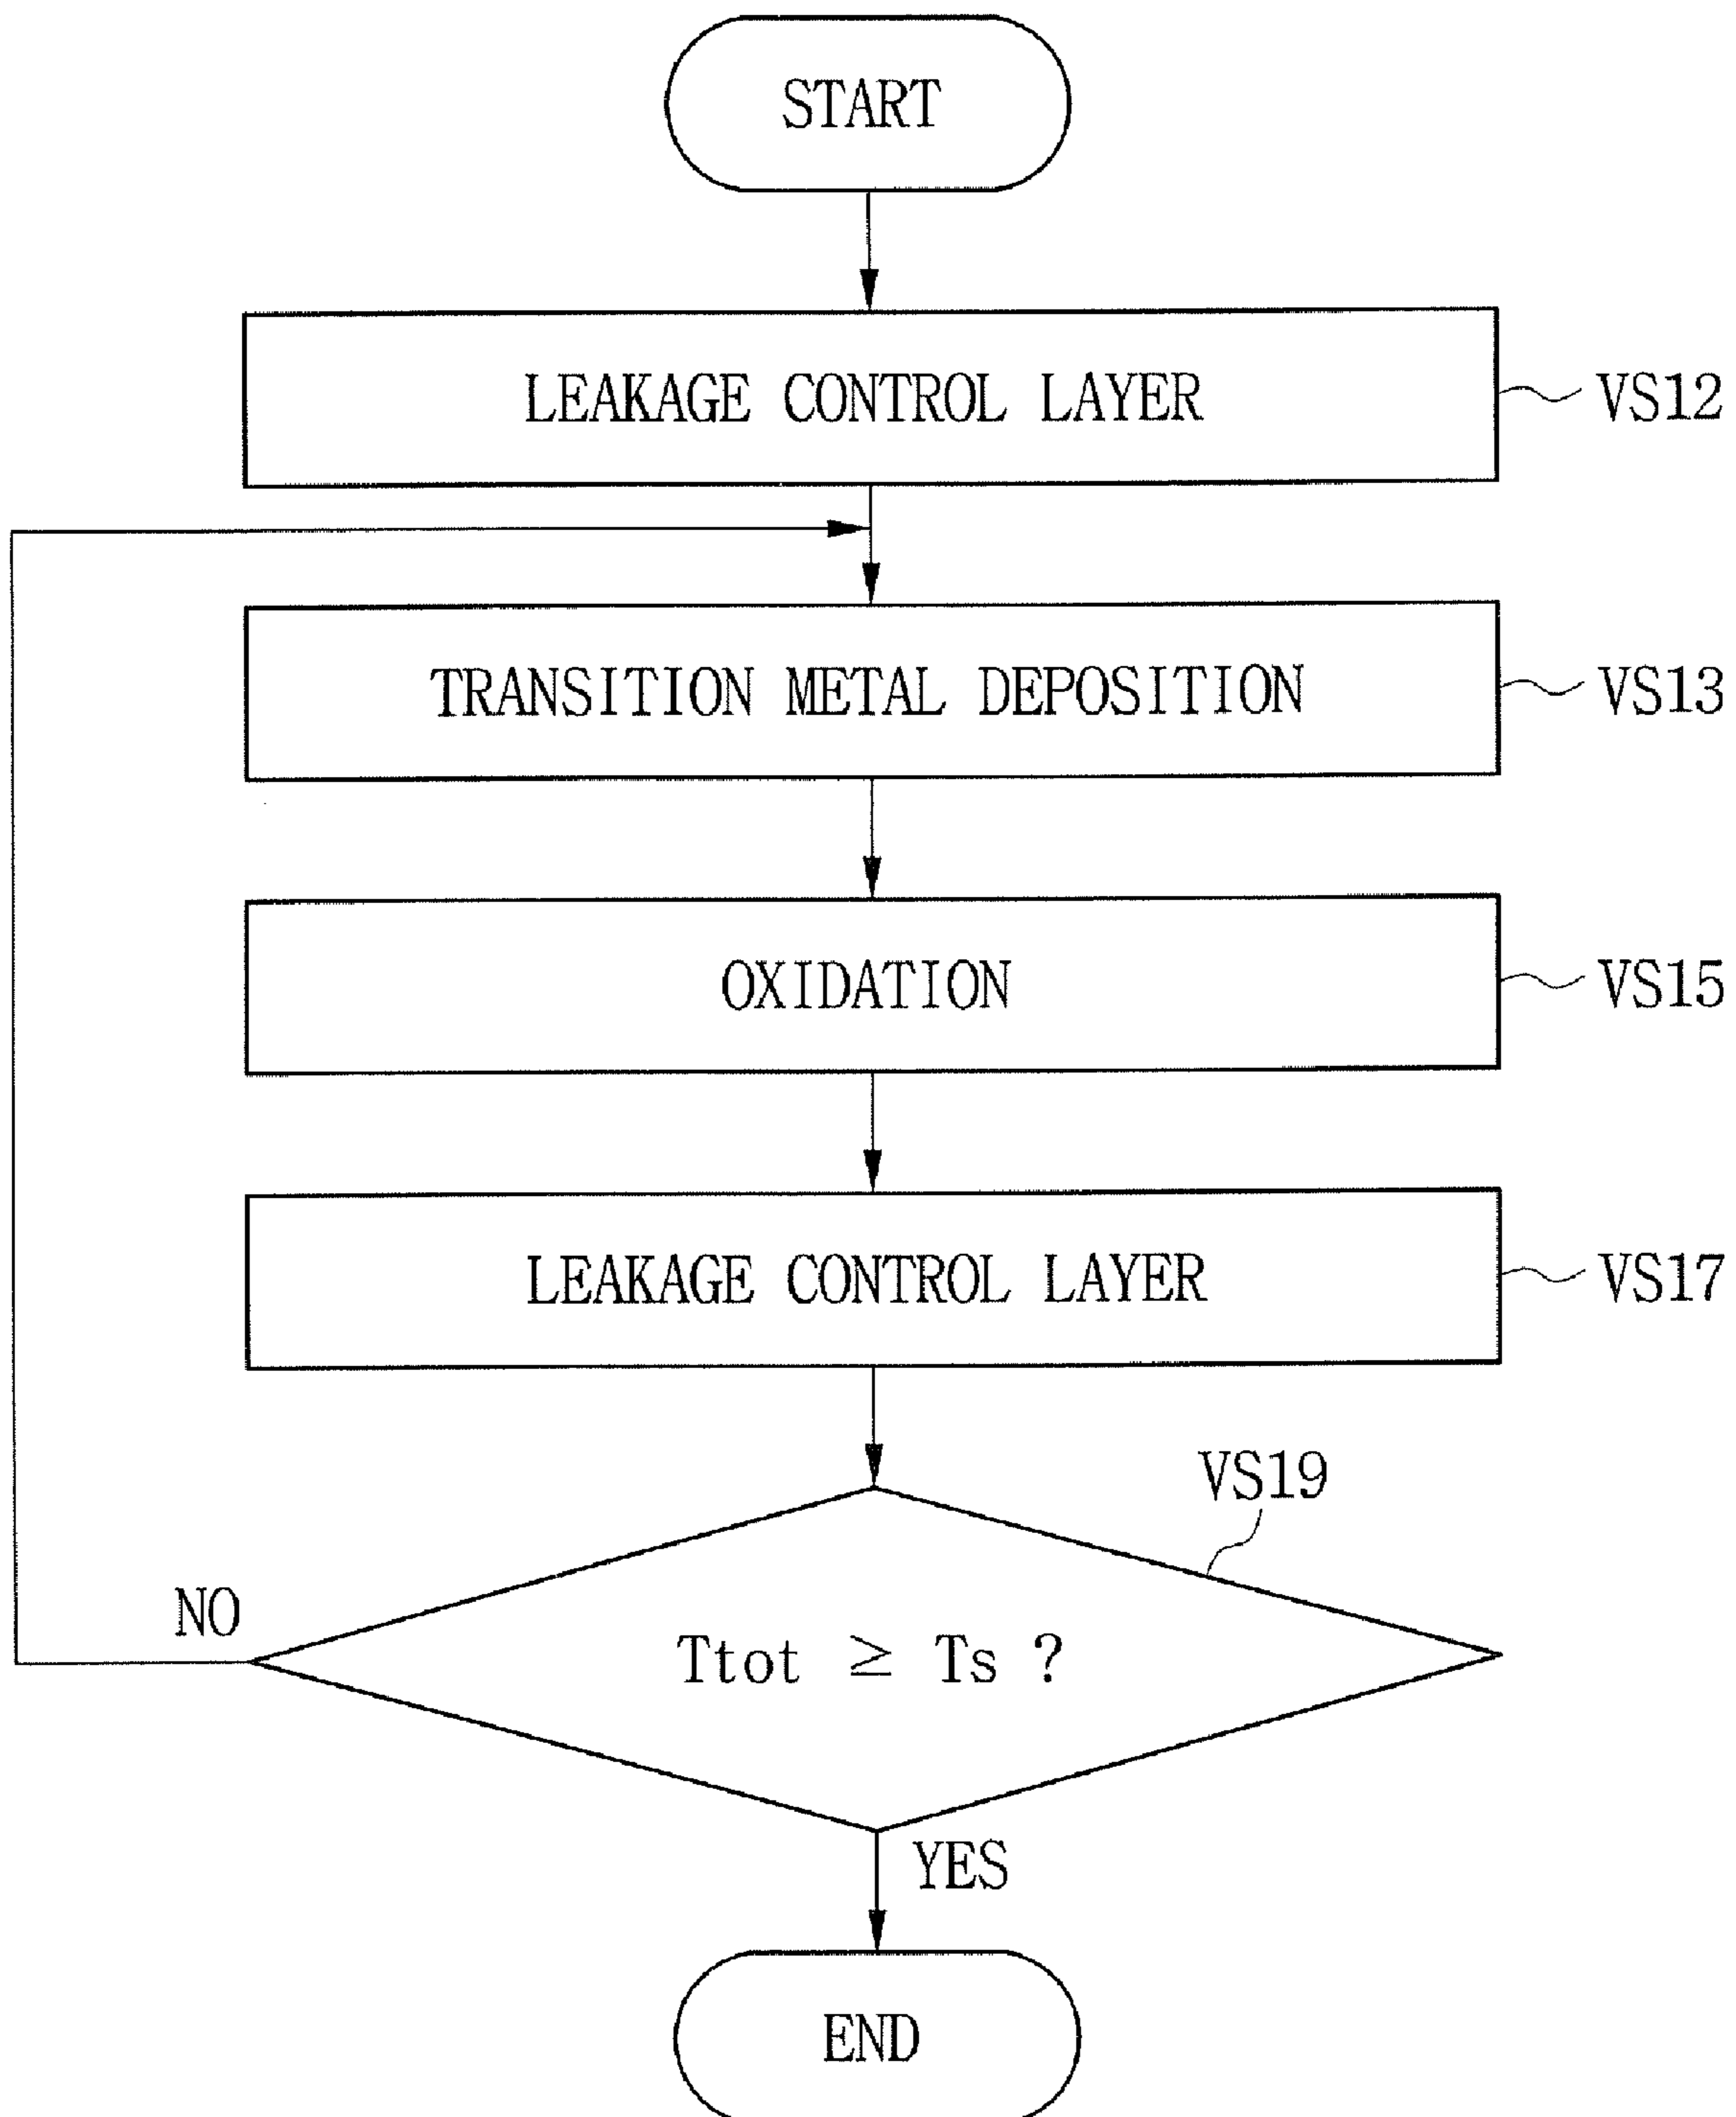 START
LEAKAGE CONTROL LAYER
VS12
TRANSITION METAL DEPOSITION
VS13
OXIDATION
VS15
LEAKAGE CONTROL LAYER
VS17
VS19
NO
Ttot ≥ Ts ?
YES
END